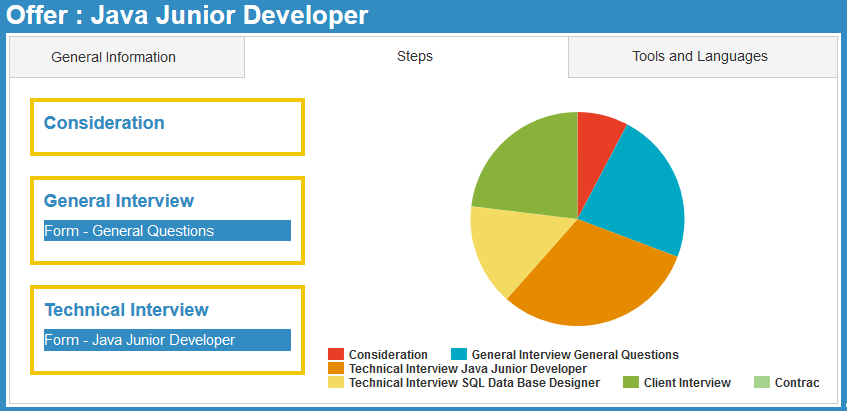 Offer : Java Junior Developer
General Information
Steps
Tools and Languages
Consideration
General Interview
Form - General Questions
Technical Interview
Form - Java Junior Developer
Consideration
General Interview General Questions
Technical Interview Java Junior Developer
Technical Interview SQL Data Base Designer
Client Interview
Contrac